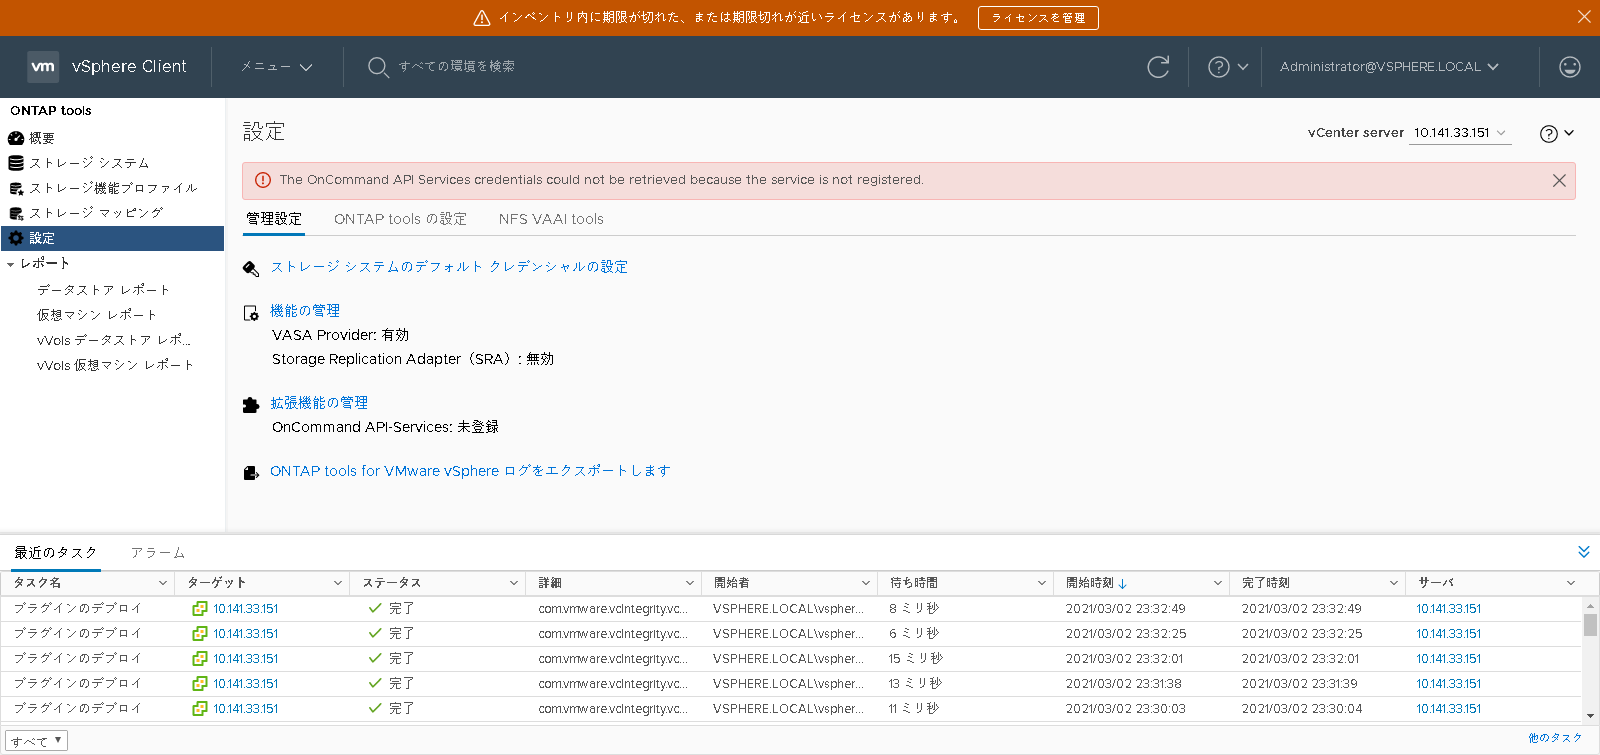 インベントリ内に期限が切れた、または期限切れが近いライセンスがあります。 ライセンスを管理
vm vSphere Client メニュー すべての環境を検索 Administrator@VSPHERE.LOCAL
ONTAP tools
概要
ストレージ システム
ストレージ機能プロファイル
ストレージ マッピング
設定
レポート
データストア レポート
仮想マシン レポート
vVols データストア レポ...
vVols 仮想マシン レポート
設定
vCenter server 10.141.33.151
The OnCommand API Services credentials could not be retrieved because the service is not registered.
管理設定 ONTAP tools の設定 NFS VAAI tools
ストレージ システムのデフォルト クレデンシャルの設定
機能の管理
VASA Provider: 有効
Storage Replication Adapter（SRA）: 無効
拡張機能の管理
OnCommand API-Services: 未登録
ONTAP tools for VMware vSphere ログをエクスポートします
最近のタスク アラーム
タスク名 ターゲット ステータス 詳細 開始者 待ち時間 開始時刻 ↓ 完了時刻 サーバ
プラグインのデプロイ 10.141.33.151 完了 com.vmware.vcIntegrity.vc... VSPHERE.LOCAL\vspher... 8 ミリ秒 2021/03/02 23:32:49 2021/03/02 23:32:49 10.141.33.151
プラグインのデプロイ 10.141.33.151 完了 com.vmware.vcIntegrity.vc... VSPHERE.LOCAL\vspher... 6 ミリ秒 2021/03/02 23:32:25 2021/03/02 23:32:25 10.141.33.151
プラグインのデプロイ 10.141.33.151 完了 com.vmware.vcIntegrity.vc... VSPHERE.LOCAL\vspher... 15 ミリ秒 2021/03/02 23:32:01 2021/03/02 23:32:01 10.141.33.151
プラグインのデプロイ 10.141.33.151 完了 com.vmware.vcIntegrity.vc... VSPHERE.LOCAL\vspher... 13 ミリ秒 2021/03/02 23:31:38 2021/03/02 23:31:39 10.141.33.151
プラグインのデプロイ 10.141.33.151 完了 com.vmware.vcIntegrity.vc... VSPHERE.LOCAL\vspher... 11 ミリ秒 2021/03/02 23:30:03 2021/03/02 23:30:04 10.141.33.151
すべて 他のタスク